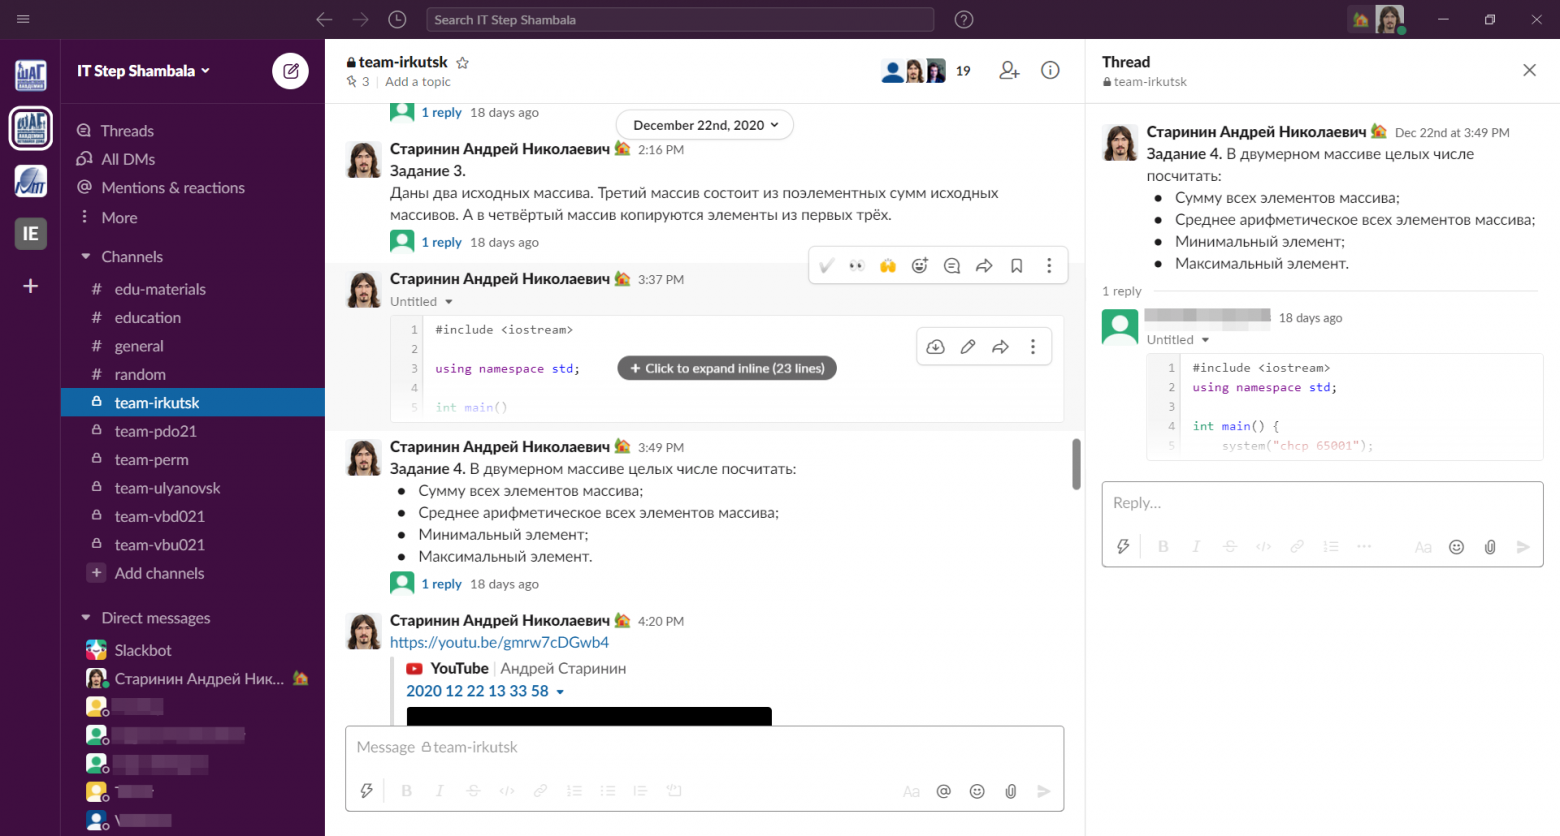 Search IT Step Shambala
IT Step Shambala
IE
Threads
All DMs
Mentions & reactions
More
Channels
# edu-materials
# education
# general
# random
team-irkutsk
team-pdo21
team-perm
team-ulyanovsk
team-vbd021
team-vbu021
+ Add channels
Direct messages
Slackbot
Старинин Андрей Ник...
team-irkutsk
3 | Add a topic
19
1 reply 18 days ago
December 22nd, 2020
Старинин Андрей Николаевич 2:16 PM
Задание 3.
Даны два исходных массива. Третий массив состоит из поэлементных сумм исходных
массивов. А в четвёртый массив копируются элементы из первых трёх.
1 reply 18 days ago
Старинин Андрей Николаевич 3:37 PM
Untitled
1 #include <iostream>
2
3 using namespace std;
+ Click to expand inline (23 lines)
4
5 int main()
Старинин Андрей Николаевич 3:49 PM
Задание 4. В двумерном массиве целых числе посчитать:
• Сумму всех элементов массива;
• Среднее арифметическое всех элементов массива;
• Минимальный элемент;
• Максимальный элемент.
1 reply 18 days ago
Старинин Андрей Николаевич 4:20 PM
https://youtu.be/gmrw7cDGwb4
YouTube | Андрей Старинин
2020 12 22 13 33 58
Message team-irkutsk
B I S </> Aa @
Thread
team-irkutsk
Старинин Андрей Николаевич Dec 22nd at 3:49 PM
Задание 4. В двумерном массиве целых числе
посчитать:
• Сумму всех элементов массива;
• Среднее арифметическое всех элементов массива;
• Минимальный элемент;
• Максимальный элемент.
1 reply
18 days ago
Untitled
1 #include <iostream>
2 using namespace std;
3
4 int main() {
5 system("chcp 65001");
Reply...
B I S </> Aa